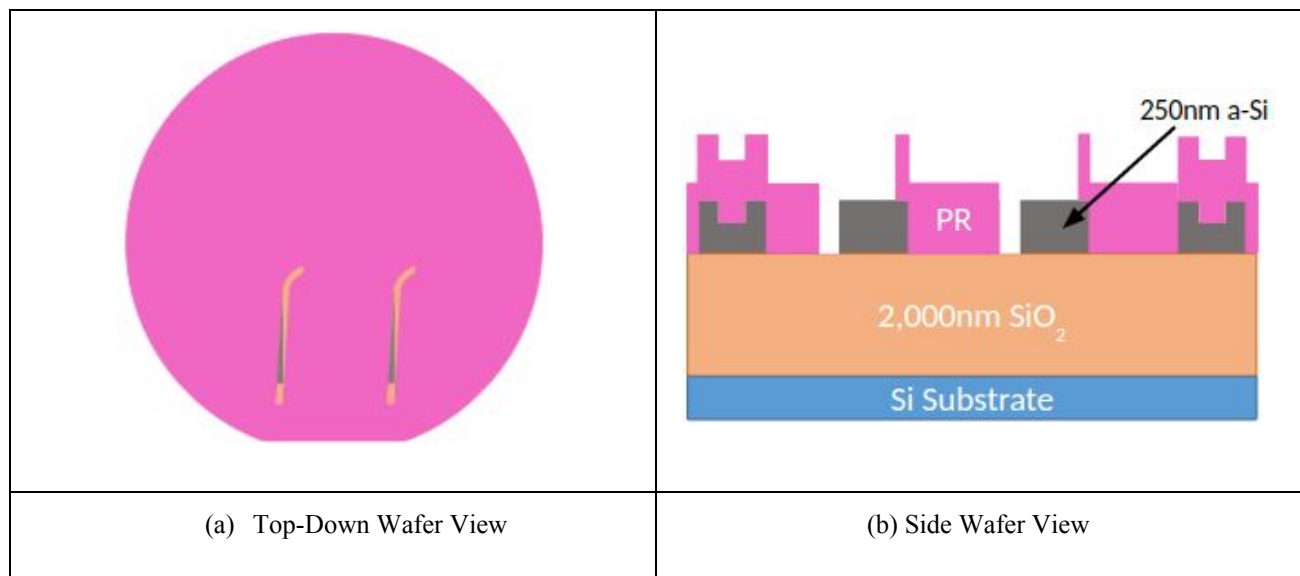 250nm a-Si
PR
2,000nm SiO2
Si Substrate
(a) Top-Down Wafer View
(b) Side Wafer View